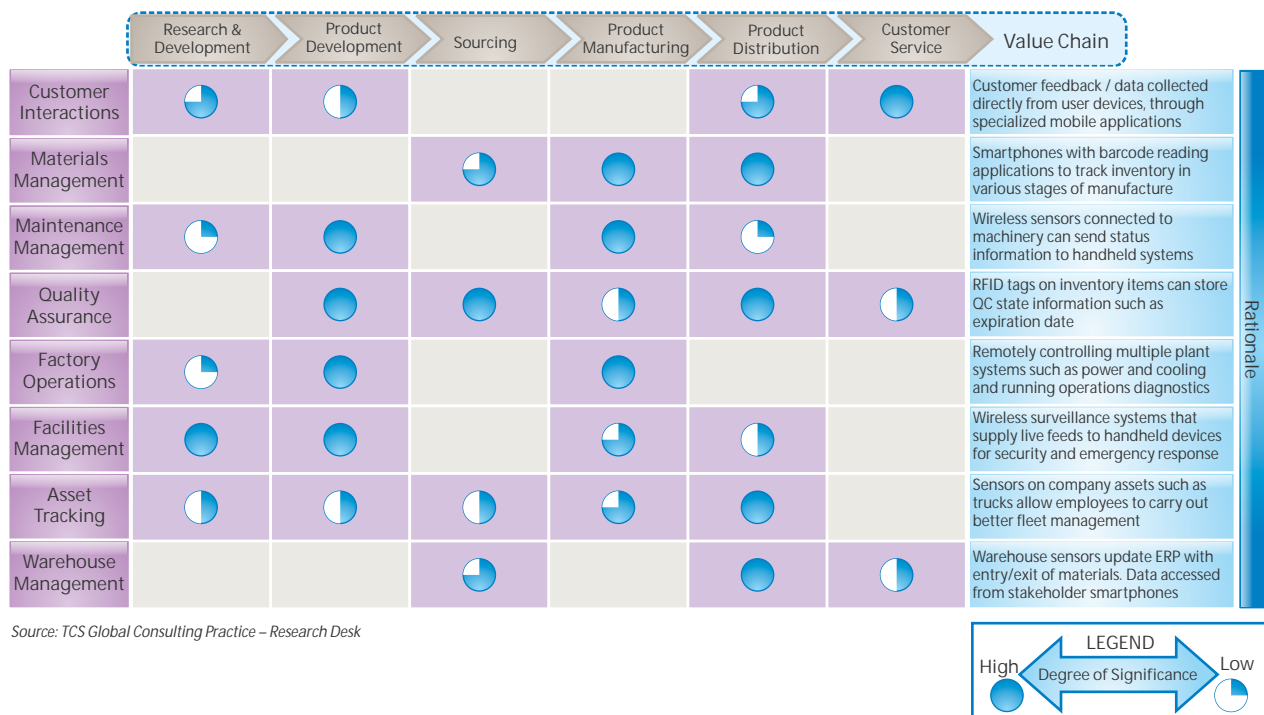 Research &
Development
Product
Development
Sourcing
Product
Manufacturing
Product
Distribution
Customer
Service
Value Chain
Customer
Interactions
Customer feedback / data collected
directly from user devices, through
specialized mobile applications
Materials
Management
Smartphones with barcode reading
applications to track inventory in
various stages of manufacture
Maintenance
Management
Wireless sensors connected to
machinery can send status
information to handheld systems
Quality
Assurance
RFID tags on inventory items can store
QC state information such as
expiration date
Factory
Operations
Remotely controlling multiple plant
systems such as power and cooling
and running operations diagnostics
Facilities
Management
Wireless surveillance systems that
supply live feeds to handheld devices
for security and emergency response
Asset
Tracking
Sensors on company assets such as
trucks allow employees to carry out
better fleet management
Warehouse
Management
Warehouse sensors update ERP with
entry/exit of materials. Data accessed
from stakeholder smartphones
Rationale
Source: TCS Global Consulting Practice – Research Desk
LEGEND
High
Degree of Significance
Low